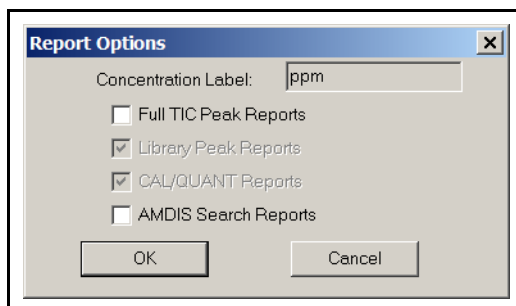 Report Options
Concentration Label: ppm
Full TIC Peak Reports
Library Peak Reports
CAL/QUANT Reports
AMDIS Search Reports
OK Cancel